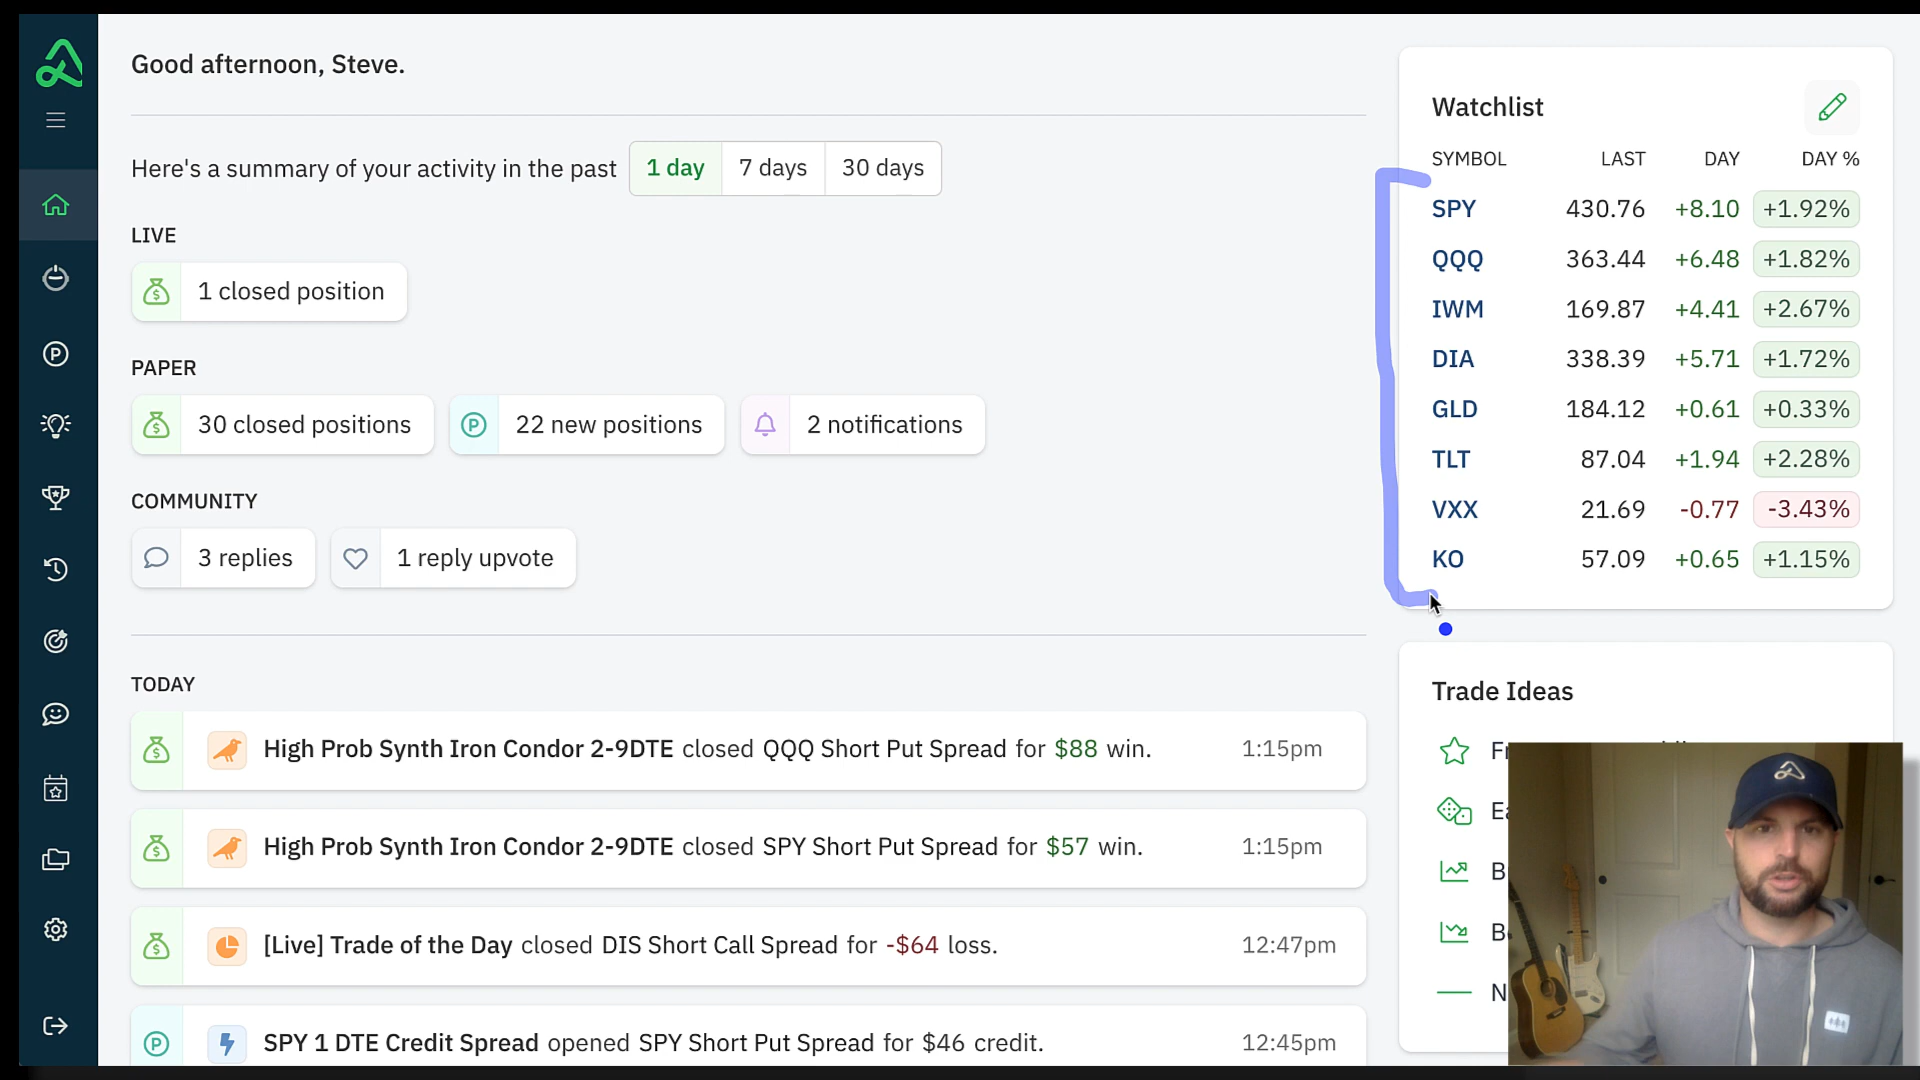 Good afternoon, Steve.
Here's a summary of your activity in the past 1 day 7 days 30 days
LIVE
1 closed position
PAPER
30 closed positions 22 new positions 2 notifications
COMMUNITY
3 replies 1 reply upvote
TODAY
High Prob Synth Iron Condor 2-9DTE closed QQQ Short Put Spread for $88 win. 1:15pm
High Prob Synth Iron Condor 2-9DTE closed SPY Short Put Spread for $57 win. 1:15pm
[Live] Trade of the Day closed DIS Short Call Spread for -$64 loss. 12:47pm
SPY 1 DTE Credit Spread opened SPY Short Put Spread for $46 credit. 12:45pm
Watchlist
SYMBOL LAST DAY DAY %
SPY 430.76 +8.10 +1.92%
QQQ 363.44 +6.48 +1.82%
IWM 169.87 +4.41 +2.67%
DIA 338.39 +5.71 +1.72%
GLD 184.12 +0.61 +0.33%
TLT 87.04 +1.94 +2.28%
VXX 21.69 -0.77 -3.43%
KO 57.09 +0.65 +1.15%
Trade Ideas